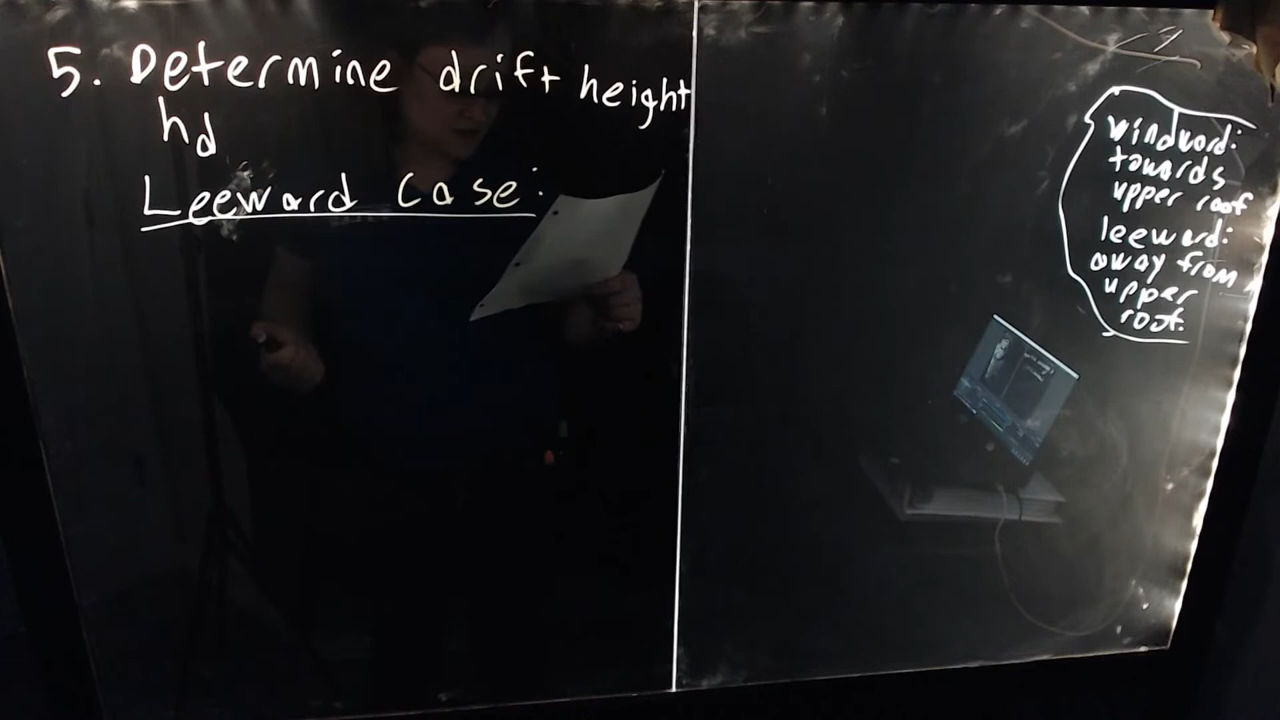 5. Determine drift height
hd
Leeward Case:
windward:
towards
upper roof
leeward:
away from
upper
roof.